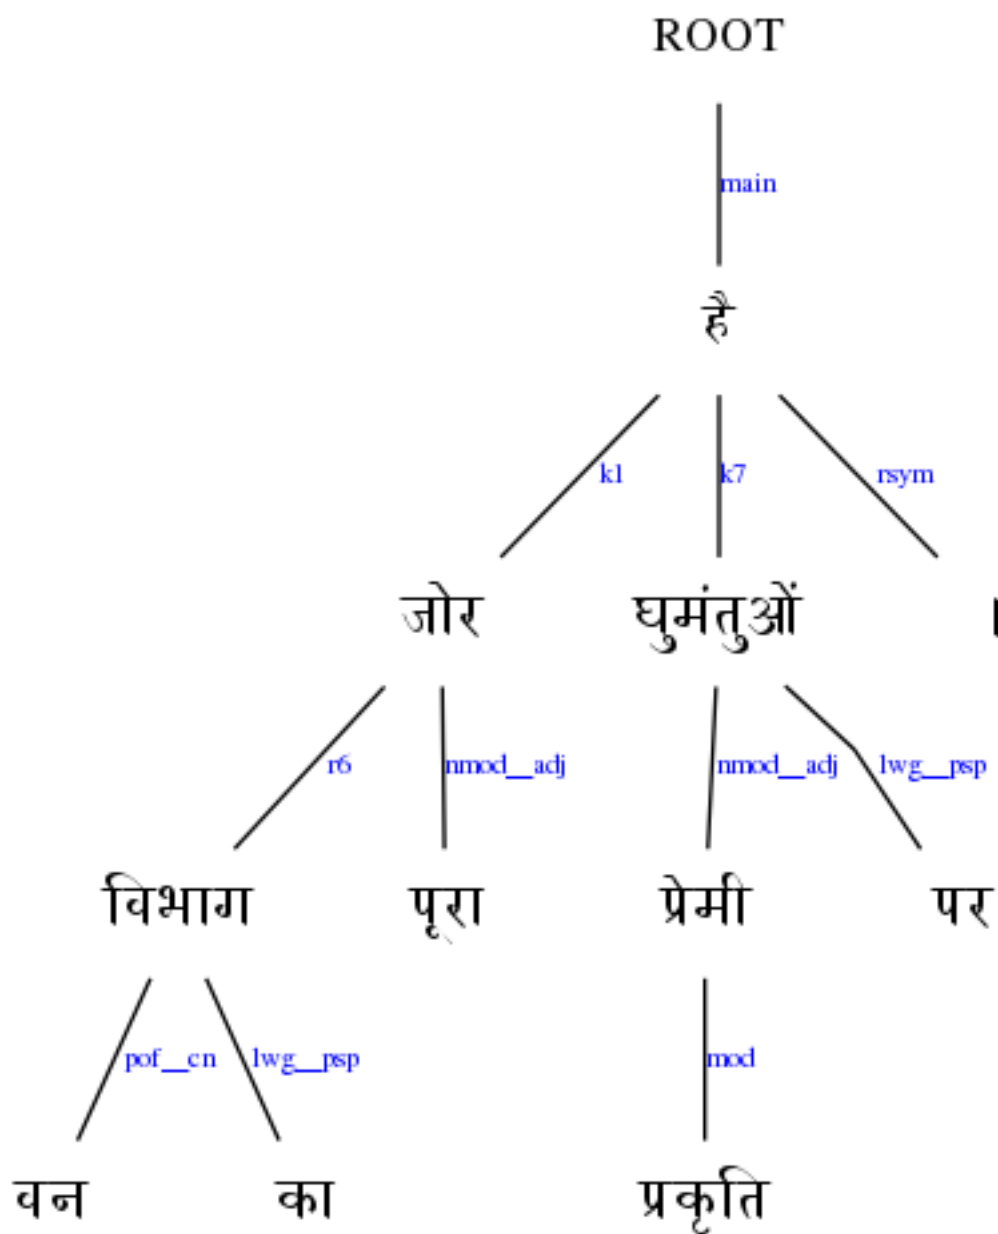 ROOT
main
है
k1 k7 rsym
जोर घुमंतुओं ।
r6 nmod__adj nmod__adj lwg__psp
विभाग पूरा प्रेमी पर
pof__cn lwg__psp mod
वन का प्रकृति